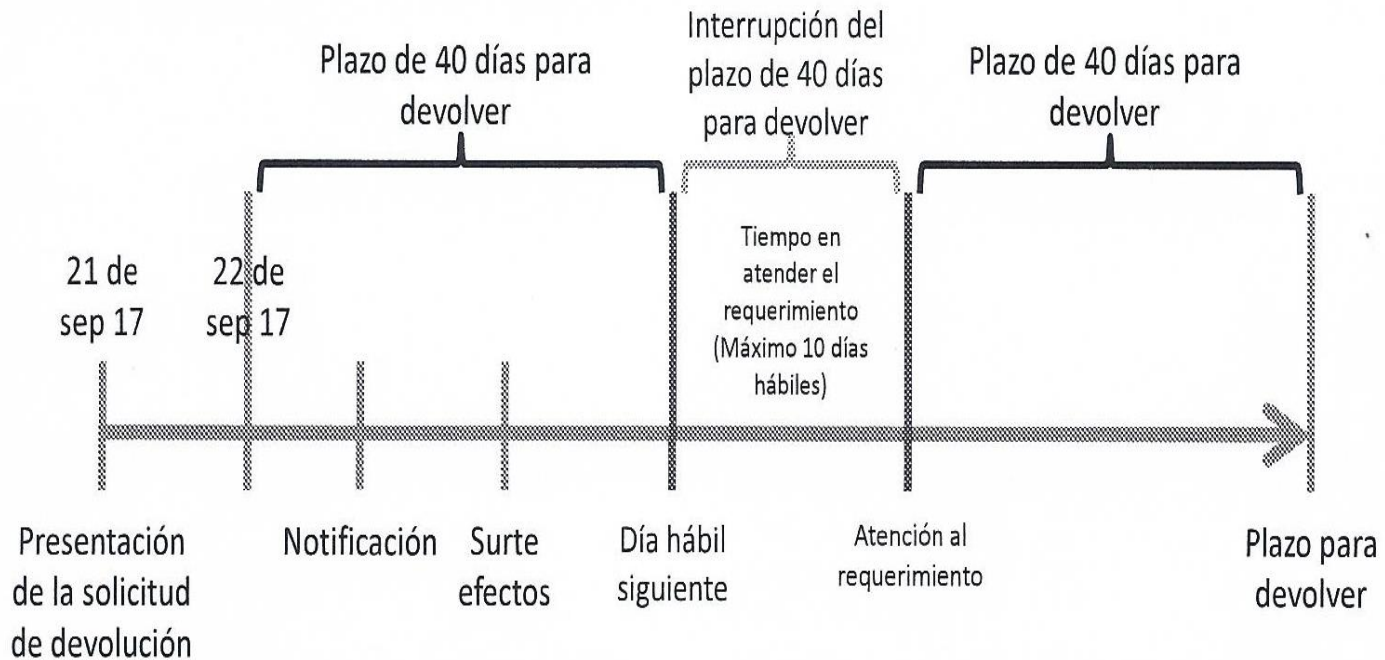 Plazo de 40 días para
devolver
Interrupción del
plazo de 40 días
para devolver
Plazo de 40 días para
devolver
21 de
sep 17
22 de
sep 17
Tiempo en
atender el
requerimiento
(Máximo 10 días
hábiles)
Presentación
de la solicitud
de devolución
Notificación
Surte
efectos
Día hábil
siguiente
Atención al
requerimiento
Plazo para
devolver